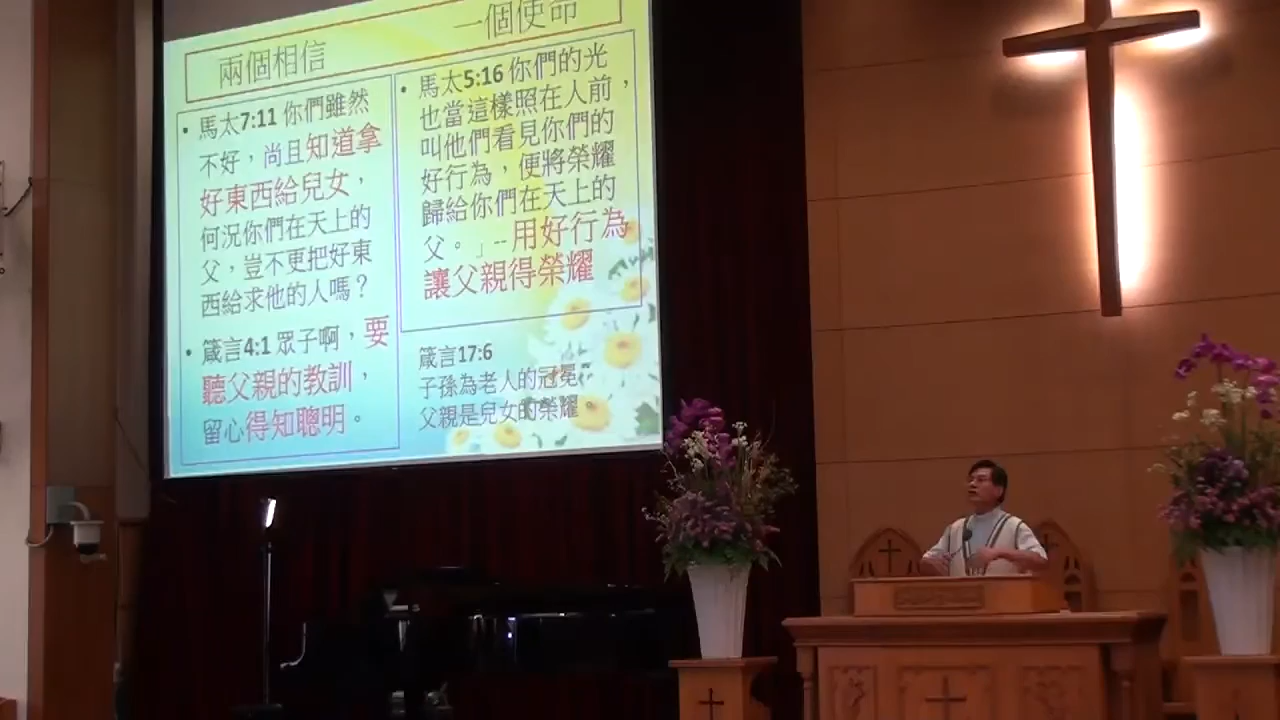 兩個相信
一個使命
• 馬太7:11 你們雖然
不好，尚且知道拿
好東西給兒女，
何況你們在天上的
父，豈不更把好東
西給求他的人嗎？
• 箴言4:1 眾子啊，要
聽父親的教訓，
留心得知聰明。
• 馬太5:16 你們的光
也當這樣照在人前，
叫他們看見你們的
好行為，便將榮耀
歸給你們在天上的
父。」--用好行為
讓父親得榮耀
箴言17:6
子孫為老人的冠冕，
父親是兒女的榮耀。